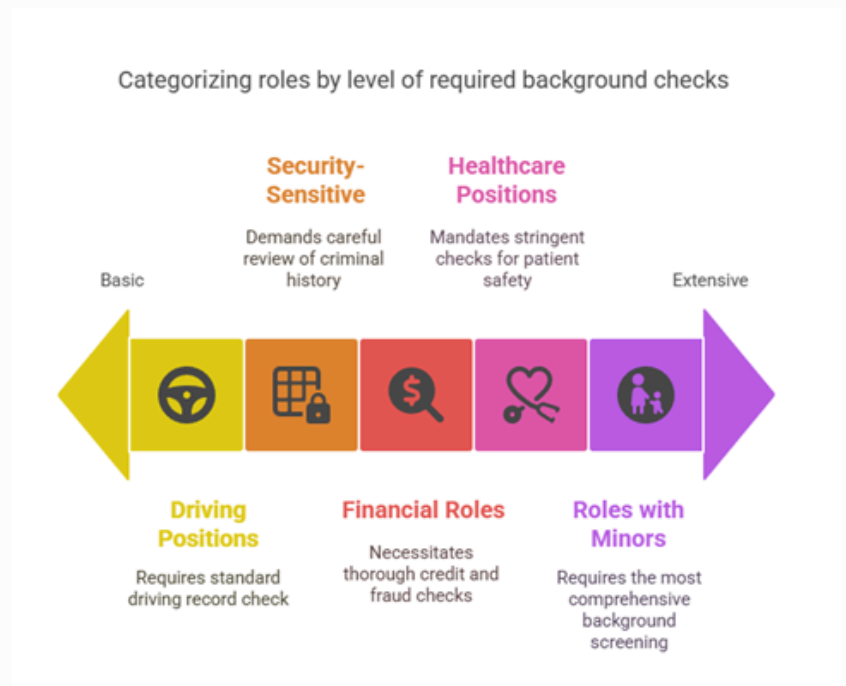 Categorizing roles by level of required background checks
Security-
Sensitive
Demands careful
review of criminal
history
Healthcare
Positions
Mandates stringent
checks for patient
safety
Basic
Extensive
$
Driving
Positions
Requires standard
driving record check
Financial Roles
Necessitates
thorough credit and
fraud checks
Roles with
Minors
Requires the most
comprehensive
background
screening